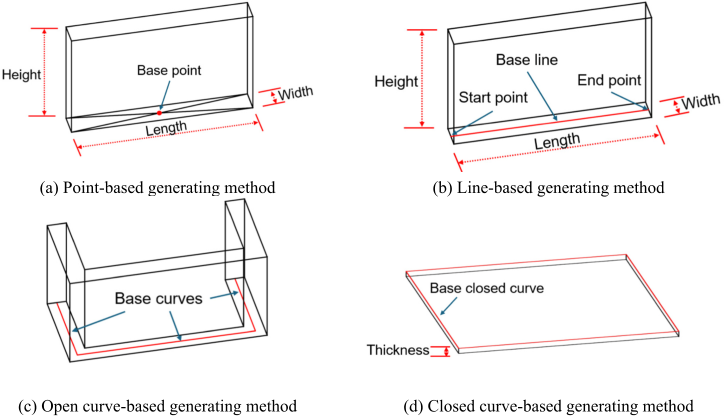 Height
Base point
Width
Length
(a) Point-based generating method
Height
Base line
End point
Start point
Width
Length
(b) Line-based generating method
Base curves
(c) Open curve-based generating method
Base closed curve
Thickness
(d) Closed curve-based generating method